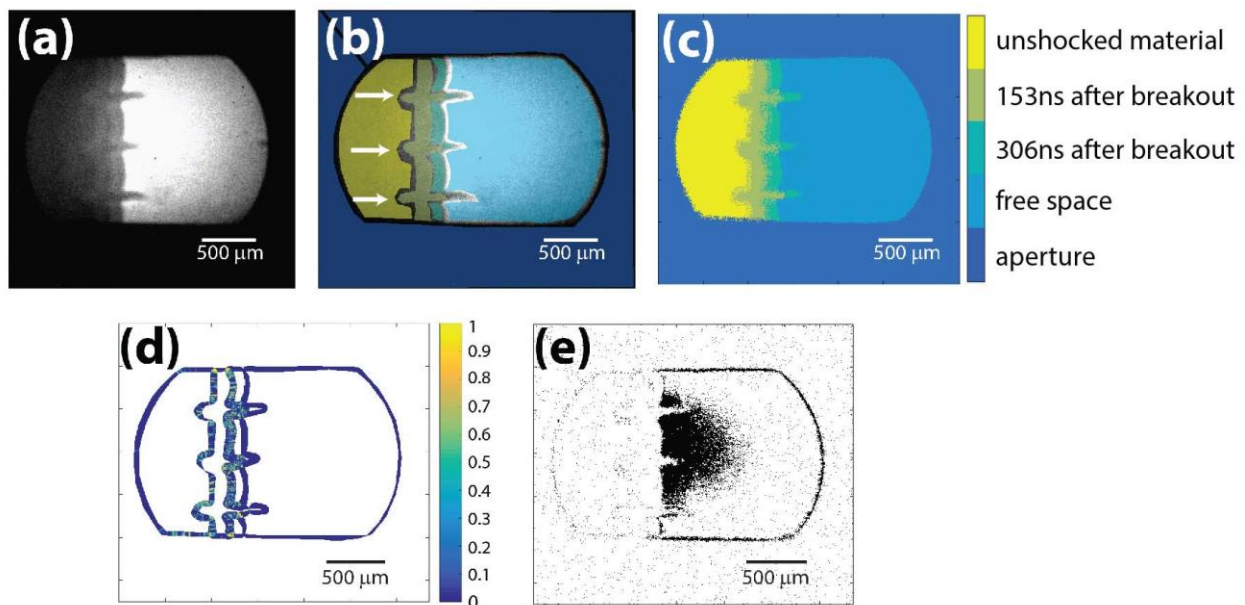 (a)
500 μm
(b)
500 μm
(c)
500 μm
unshocked material
153ns after breakout
306ns after breakout
free space
aperture
(d)
500 μm
1
0.9
0.8
0.7
0.6
0.5
0.4
0.3
0.2
0.1
0
(e)
500 μm